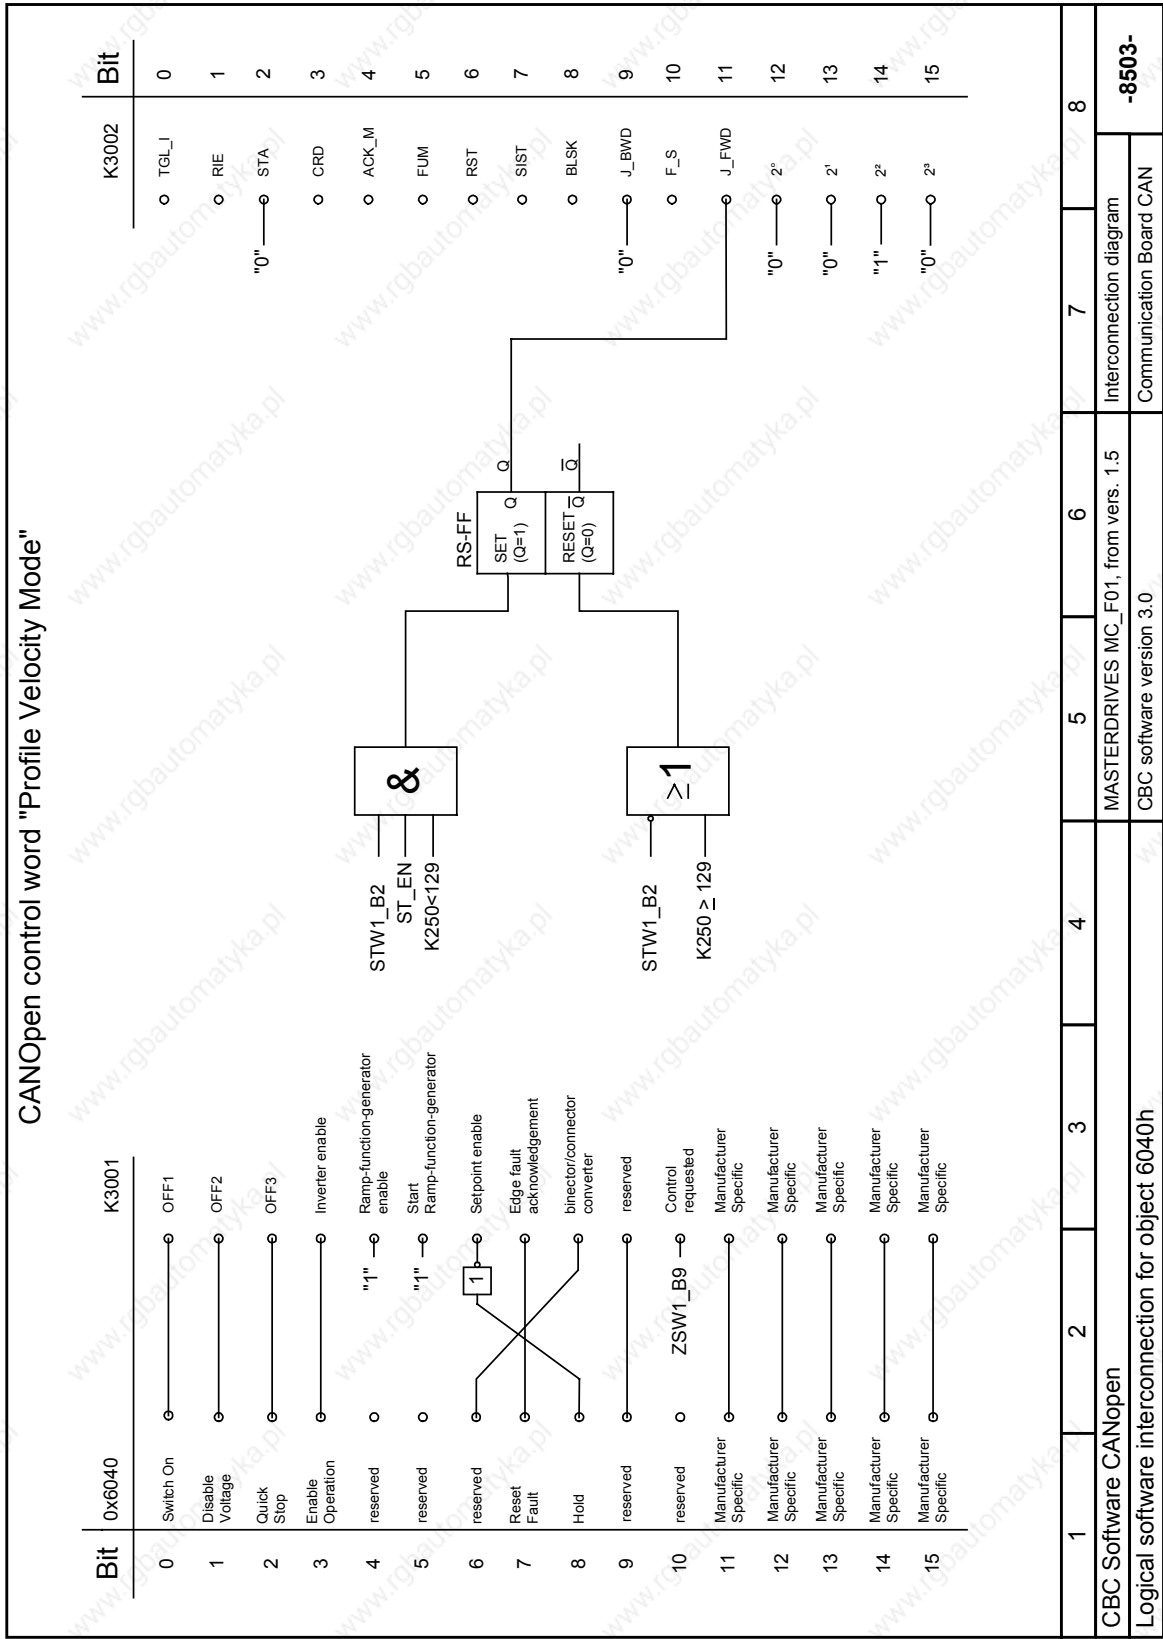 CANOpen control word "Profile Velocity Mode"
Bit 0x6040 K3001
0 Switch On OFF1
1 Disable Voltage OFF2
2 Quick Stop OFF3
3 Enable Operation Inverter enable
4 reserved "1" Ramp-function-generator enable
5 reserved "1" Start Ramp-function-generator
6 reserved 1 Setpoint enable
7 Reset Fault Edge fault acknowledgement
8 Hold binector/connector converter
9 reserved reserved
10 reserved ZSW1_B9 Control requested
11 Manufacturer Specific Manufacturer Specific
12 Manufacturer Specific Manufacturer Specific
13 Manufacturer Specific Manufacturer Specific
14 Manufacturer Specific Manufacturer Specific
15 Manufacturer Specific Manufacturer Specific
STW1_B2
ST_EN
K250<129
&
STW1_B2
K250 ≥ 129
≥1
RS-FF
SET Q Q
(Q=1)
RESET Q̅ Q̅
(Q=0)
K3002 Bit
TGL_I 0
RIE 1
"0" STA 2
CRD 3
ACK_M 4
FUM 5
RST 6
SIST 7
BLSK 8
"0" J_BWD 9
F_S 10
J_FWD 11
"0" 2° 12
"0" 2¹ 13
"1" 2² 14
"0" 2³ 15
1 2 3 4 5 6 7 8
CBC Software CANopen MASTERDRIVES MC_F01, from vers. 1.5 Interconnection diagram -8503-
Logical software interconnection for object 6040h CBC software version 3.0 Communication Board CAN
www.rgbautomatyka.pl